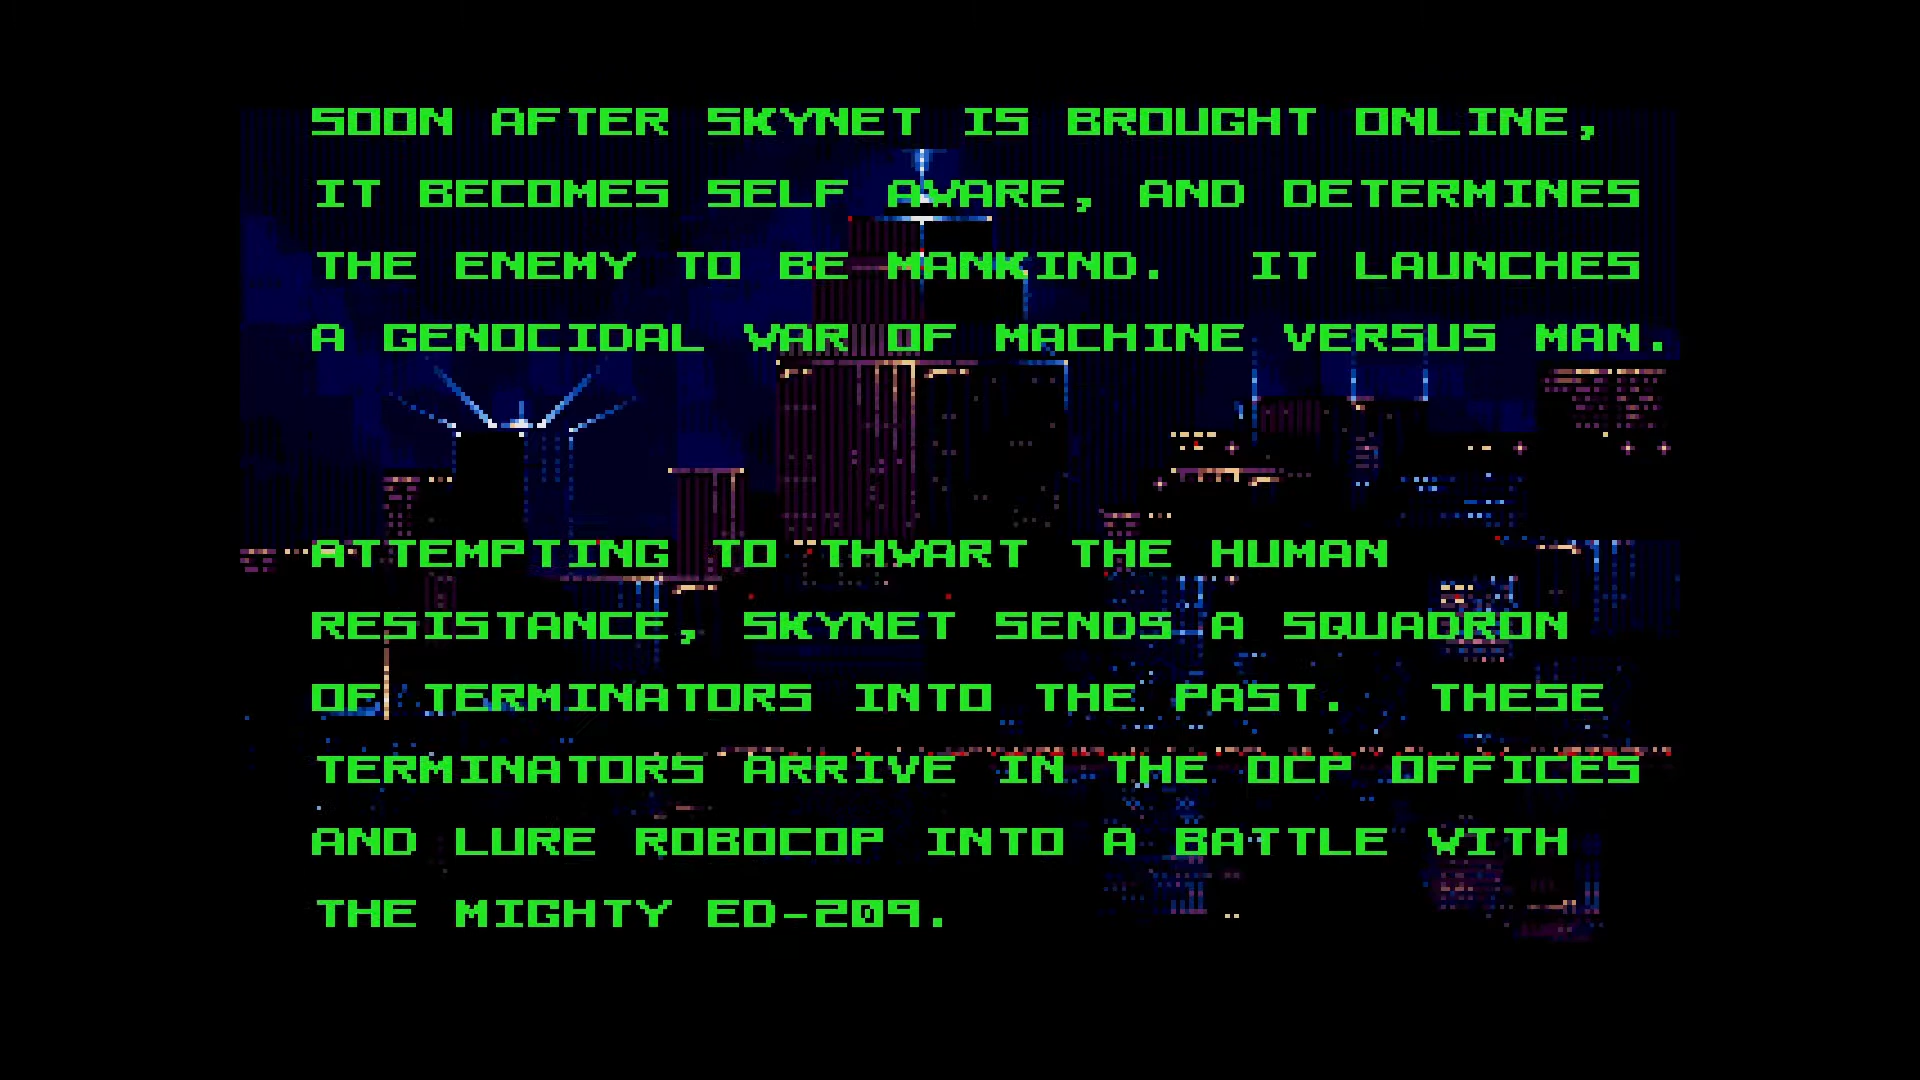 SOON AFTER SKYNET IS BROUGHT ONLINE,
IT BECOMES SELF AWARE, AND DETERMINES
THE ENEMY TO BE MANKIND.  IT LAUNCHES
A GENOCIDAL WAR OF MACHINE VERSUS MAN.
ATTEMPTING TO THWART THE HUMAN
RESISTANCE, SKYNET SENDS A SQUADRON
OF TERMINATORS INTO THE PAST.  THESE
TERMINATORS ARRIVE IN THE OCP OFFICES
AND LURE ROBOCOP INTO A BATTLE WITH
THE MIGHTY ED-209.